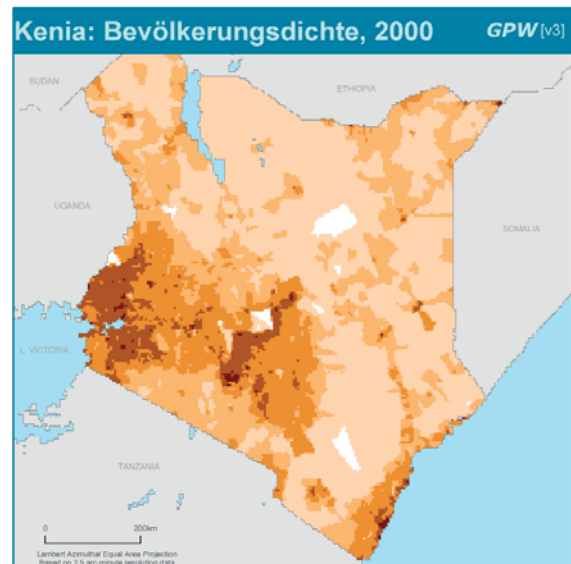 Kenia: Bevölkerungsdichte, 2000 GPW [v3]
SUDAN
ETHIOPIA
UGANDA
SOMALIA
L. VICTORIA
TANZANIA
0 200km
Lambert Azimuthal Equal Area Projection
Based on 2.5 arc-minute resolution data